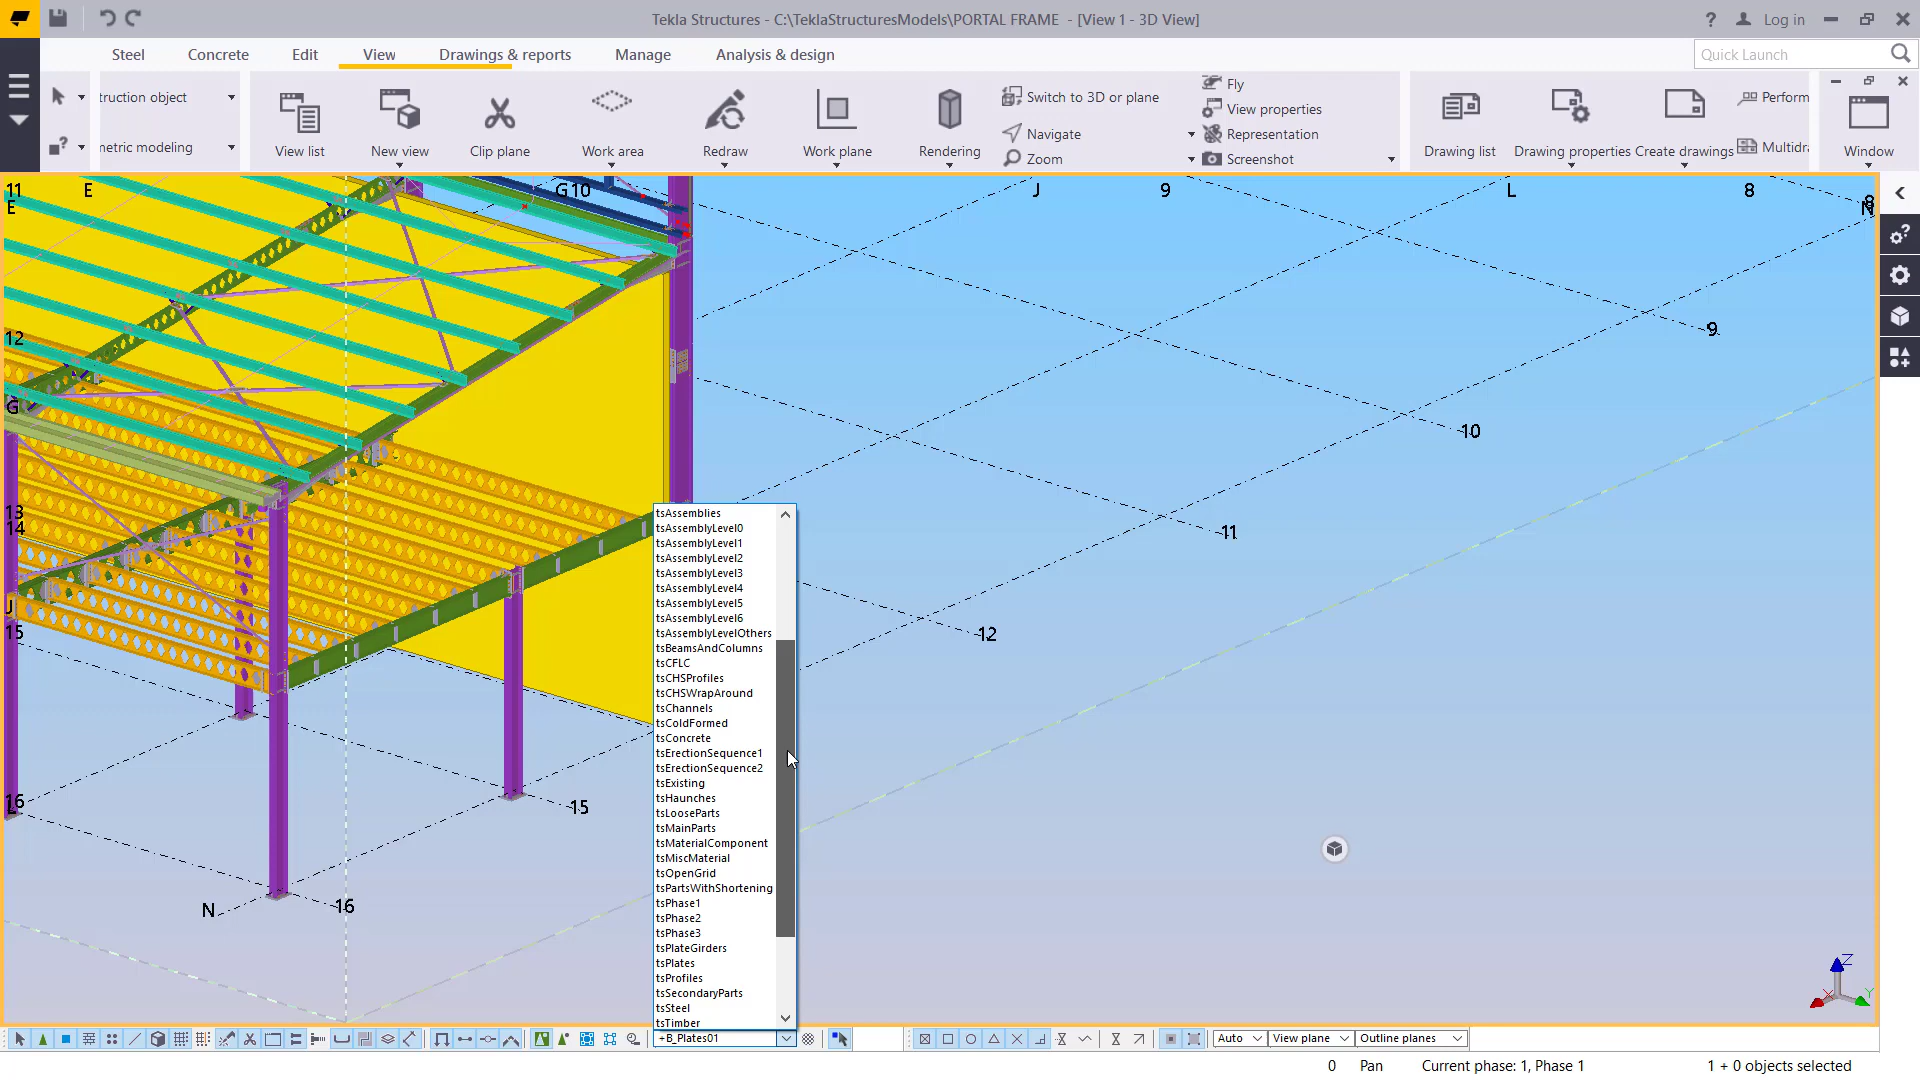 Tekla Structures - C:\TeklaStructuresModels\PORTAL FRAME - [View 1 - 3D View]
? Log in
Steel Concrete Edit View Drawings & reports Manage Analysis & design
Quick Launch
truction object
metric modeling
View list
New view
Clip plane
Work area
Redraw
Work plane
Rendering
Switch to 3D or plane
Navigate
Zoom
Fly
View properties
Representation
Screenshot
Drawing list
Drawing properties
Create drawings
Perform
Multidr
Window
11 E G 10 J 9 L 8 8
E N
9
12
G
10
13
14
11
J
15
12
16
L
15
N 16
tsAssemblies
tsAssemblyLevel0
tsAssemblyLevel1
tsAssemblyLevel2
tsAssemblyLevel3
tsAssemblyLevel4
tsAssemblyLevel5
tsAssemblyLevel6
tsAssemblyLevelOthers
tsBeamsAndColumns
tsCFLC
tsCHSProfiles
tsCHSWrapAround
tsChannels
tsColdFormed
tsConcrete
tsErectionSequence1
tsErectionSequence2
tsExisting
tsHaunches
tsLooseParts
tsMainParts
tsMaterialComponent
tsMiscMaterial
tsOpenGrid
tsPartsWithShortening
tsPhase1
tsPhase2
tsPhase3
tsPlateGirders
tsPlates
tsProfiles
tsSecondaryParts
tsSteel
tsTimber
Z
X Y
+B_Plates01
Auto View plane Outline planes
0 Pan Current phase: 1, Phase 1 1 + 0 objects selected